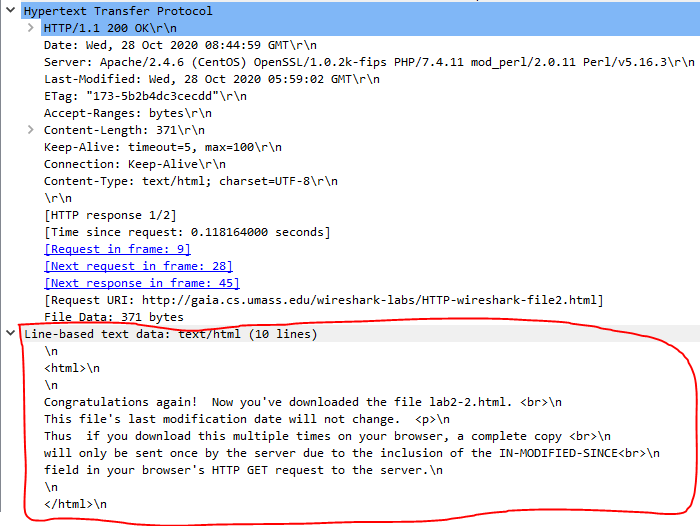 Hypertext Transfer Protocol
HTTP/1.1 200 OK\r\n
Date: Wed, 28 Oct 2020 08:44:59 GMT\r\n
Server: Apache/2.4.6 (CentOS) OpenSSL/1.0.2k-fips PHP/7.4.11 mod_perl/2.0.11 Perl/v5.16.3\r\n
Last-Modified: Wed, 28 Oct 2020 05:59:02 GMT\r\n
ETag: "173-5b2b4dc3cecdd"\r\n
Accept-Ranges: bytes\r\n
Content-Length: 371\r\n
Keep-Alive: timeout=5, max=100\r\n
Connection: Keep-Alive\r\n
Content-Type: text/html; charset=UTF-8\r\n
\r\n
[HTTP response 1/2]
[Time since request: 0.118164000 seconds]
[Request in frame: 9]
[Next request in frame: 28]
[Next response in frame: 45]
[Request URI: http://gaia.cs.umass.edu/wireshark-labs/HTTP-wireshark-file2.html]
File Data: 371 bytes
Line-based text data: text/html (10 lines)
\n
<html>\n
\n
Congratulations again!  Now you've downloaded the file lab2-2.html. <br>\n
This file's last modification date will not change.  <p>\n
Thus  if you download this multiple times on your browser, a complete copy <br>\n
will only be sent once by the server due to the inclusion of the IN-MODIFIED-SINCE<br>\n
field in your browser's HTTP GET request to the server.\n
\n
</html>\n